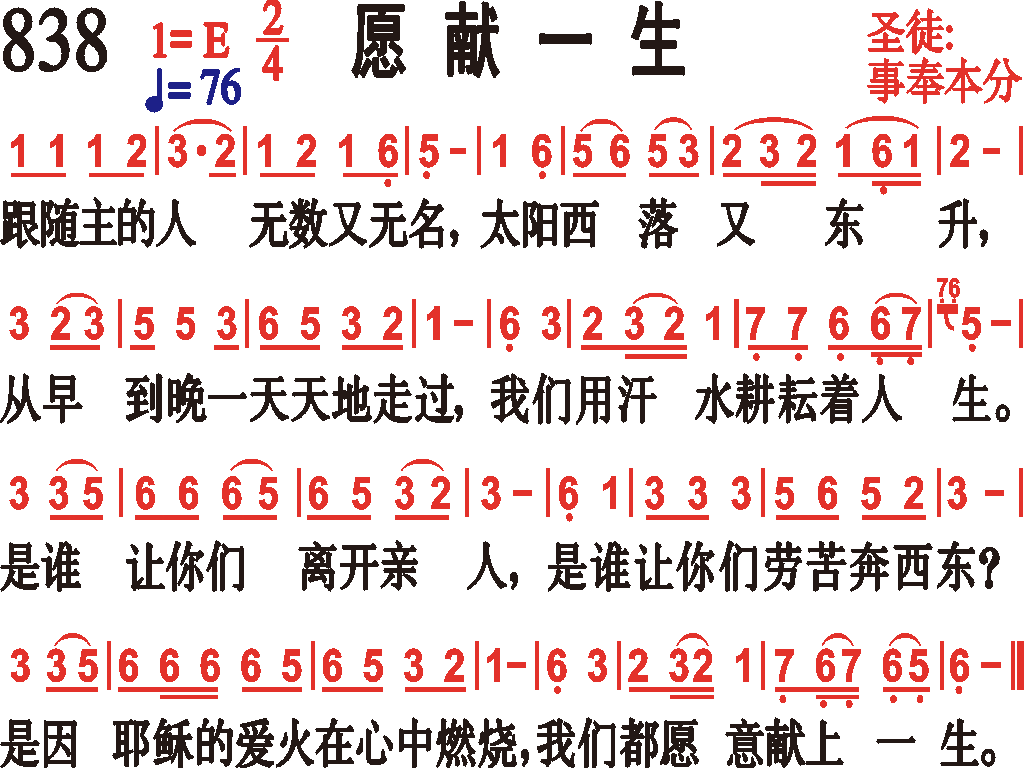 838 1=E 2/4 愿献一生 圣徒:
♩=76 事奉本分
1 1 1 2 | 3 · 2 | 1 2 1 6 | 5 - | 1 6 | 5 6 5 3 | 2 3 2 1 6 1 | 2 - |
跟随主的人 无数又无名，太阳西 落 又 东 升，
3 2 3 | 5 5 3 | 6 5 3 2 | 1 - | 6 3 | 2 3 2 1 | 7 7 6 6 7 | 76 5 - |
从早 到晚一天天地走过，我们用汗 水耕耘着人 生。
3 3 5 | 6 6 6 5 | 6 5 3 2 | 3 - | 6 1 | 3 3 3 | 5 6 5 2 | 3 - |
是谁 让你们 离开亲 人，是谁让你们劳苦奔西东？
3 3 5 | 6 6 6 6 5 | 6 5 3 2 | 1 - | 6 3 | 2 3 2 1 | 7 6 7 6 5 | 6 - ‖
是因 耶稣的爱火在心中燃烧，我们都愿 意献上 一 生。